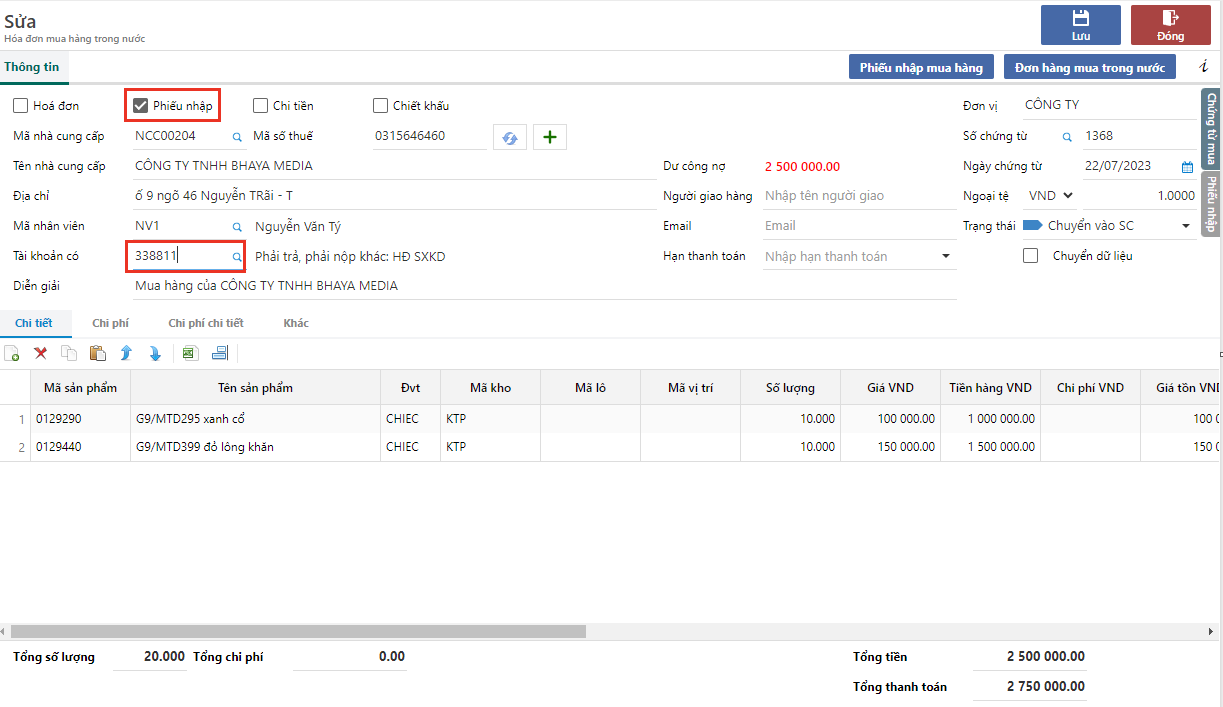 Sửa
Hóa đơn mua hàng trong nước
Lưu
Đóng
Thông tin
Phiếu nhập mua hàng
Đơn hàng mua trong nước
i
Hoá đơn
Phiếu nhập
Chi tiền
Chiết khấu
Đơn vị
CÔNG TY
Mã nhà cung cấp
NCC00204
Mã số thuế
0315646460
Số chứng từ
1368
Tên nhà cung cấp
CÔNG TY TNHH BHAYA MEDIA
Dư công nợ
2 500 000.00
Ngày chứng từ
22/07/2023
Địa chỉ
ố 9 ngõ 46 Nguyễn TRãi - T
Người giao hàng
Nhập tên người giao
Ngoại tệ
VND
1.0000
Mã nhân viên
NV1
Nguyễn Văn Tý
Email
Email
Trạng thái
Chuyển vào SC
Tài khoản có
338811
Phải trả, phải nộp khác: HĐ SXKD
Hạn thanh toán
Nhập hạn thanh toán
Chuyển dữ liệu
Diễn giải
Mua hàng của CÔNG TY TNHH BHAYA MEDIA
Chứng từ mua
Phiếu nhập
Chi tiết
Chi phí
Chi phí chi tiết
Khác
Mã sản phẩm
Tên sản phẩm
Đvt
Mã kho
Mã lô
Mã vị trí
Số lượng
Giá VND
Tiền hàng VND
Chi phí VND
Giá tồn VND
1
0129290
G9/MTD295 xanh cổ
CHIEC
KTP
10.000
100 000.00
1 000 000.00
100 0
2
0129440
G9/MTD399 đỏ lông khăn
CHIEC
KTP
10.000
150 000.00
1 500 000.00
150 0
Tổng số lượng
20.000
Tổng chi phí
0.00
Tổng tiền
2 500 000.00
Tổng thanh toán
2 750 000.00